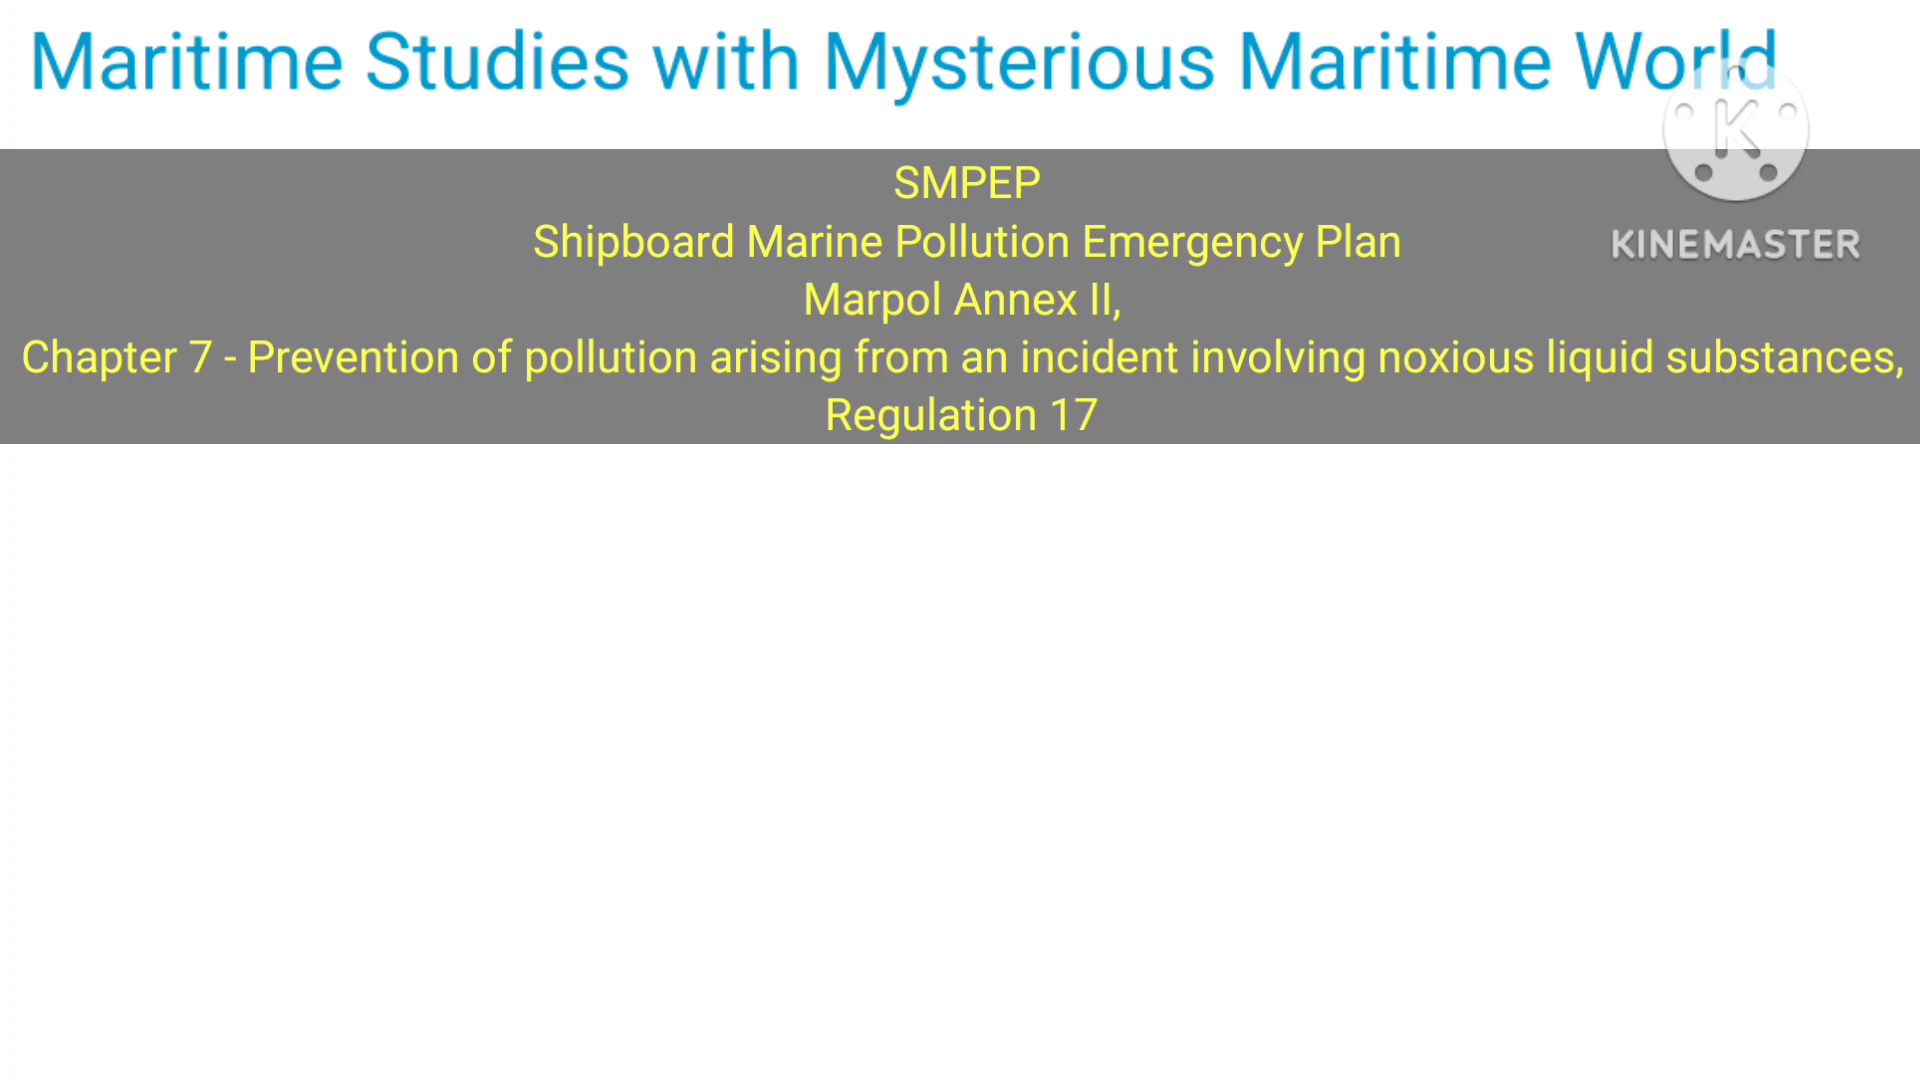 Maritime Studies with Mysterious Maritime World
SMPEP
Shipboard Marine Pollution Emergency Plan
KINEMASTER
Marpol Annex II,
Chapter 7 - Prevention of pollution arising from an incident involving noxious liquid substances,
Regulation 17